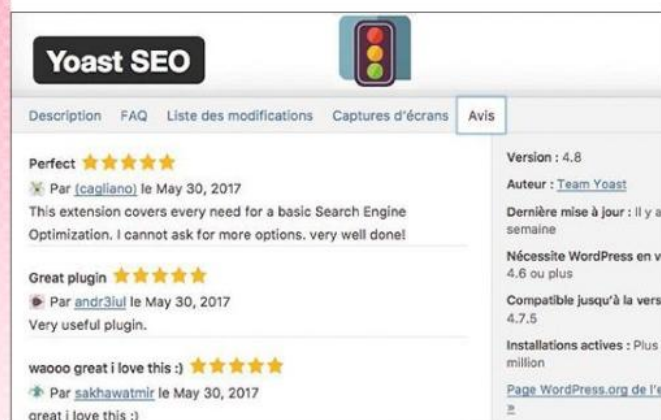 Yoast SEO
Description FAQ Liste des modifications Captures d'écrans Avis
Perfect
Par (cagliano) le May 30, 2017
This extension covers every need for a basic Search Engine
Optimization. I cannot ask for more options. very well done!
Great plugin
Par andr3iul le May 30, 2017
Very useful plugin.
waooo great i love this :)
Par sakhawatmir le May 30, 2017
great i love this :)
Version : 4.8
Auteur : Team Yoast
Dernière mise à jour : Il y a
semaine
Nécessite WordPress en v
4.6 ou plus
Compatible jusqu'à la vers
4.7.5
Installations actives : Plus
million
Page WordPress.org de l'e
»